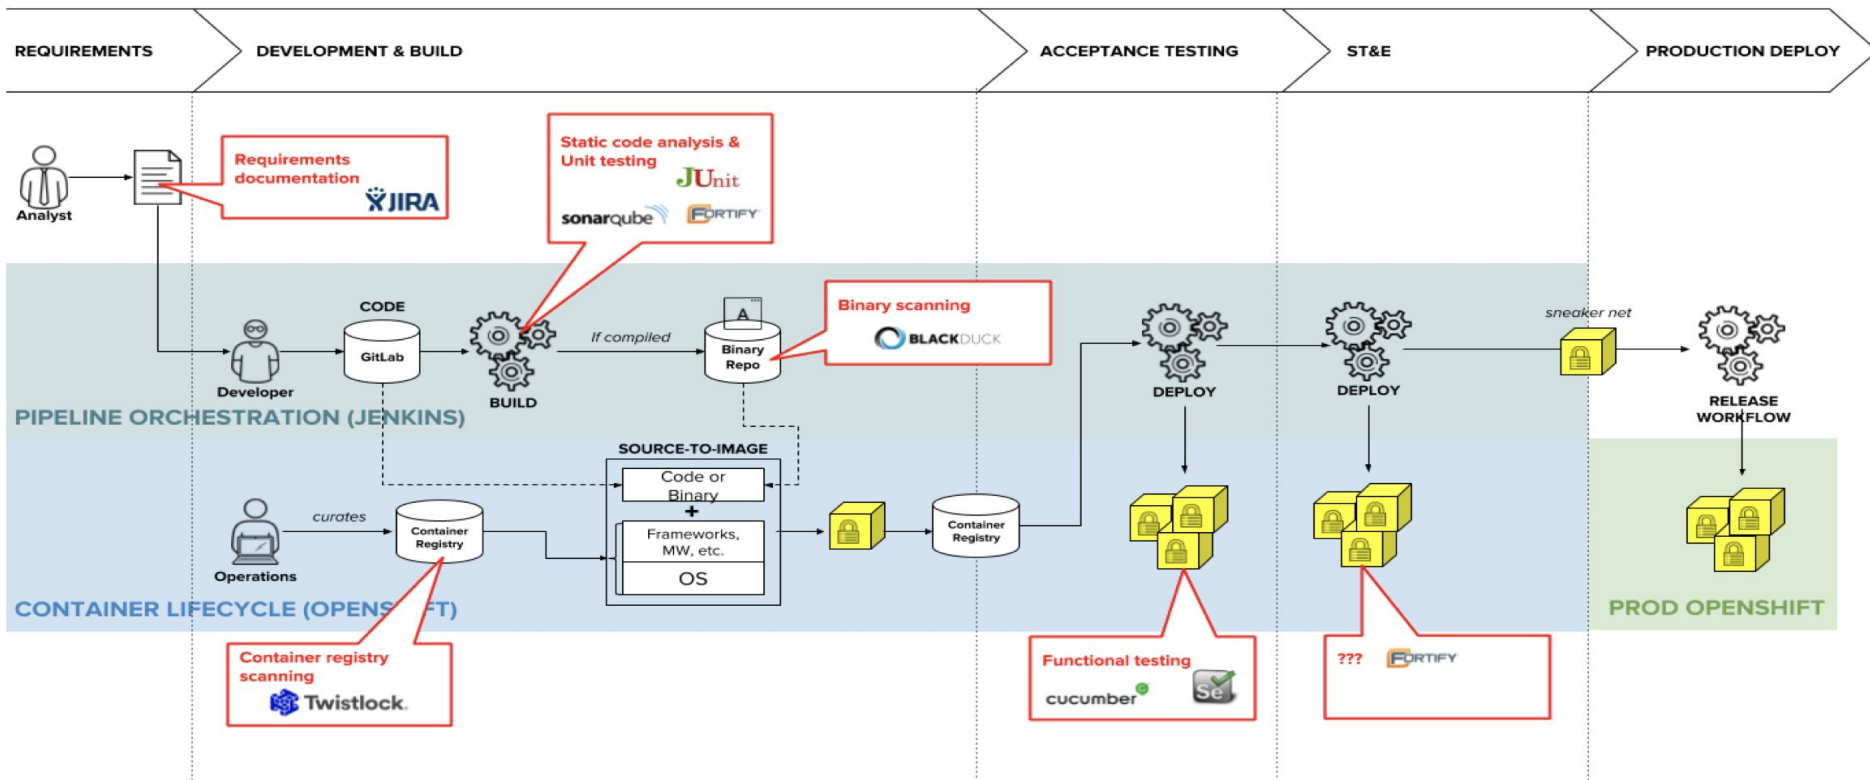 REQUIREMENTS
DEVELOPMENT & BUILD
ACCEPTANCE TESTING
ST&E
PRODUCTION DEPLOY
Analyst
Requirements
documentation
JIRA
Static code analysis &
Unit testing
JUnit
sonarqube
FORTIFY
CODE
GitLab
Developer
BUILD
If compiled
A
Binary
Repo
Binary scanning
BLACKDUCK
DEPLOY
DEPLOY
sneaker net
RELEASE
WORKFLOW
PIPELINE ORCHESTRATION (JENKINS)
SOURCE-TO-IMAGE
Code or
Binary
+
Frameworks,
MW, etc.
OS
Operations
curates
Container
Registry
Container
Registry
CONTAINER LIFECYCLE (OPENSHIFT)
PROD OPENSHIFT
Container registry
scanning
Twistlock.
Functional testing
cucumber
Se
???
FORTIFY